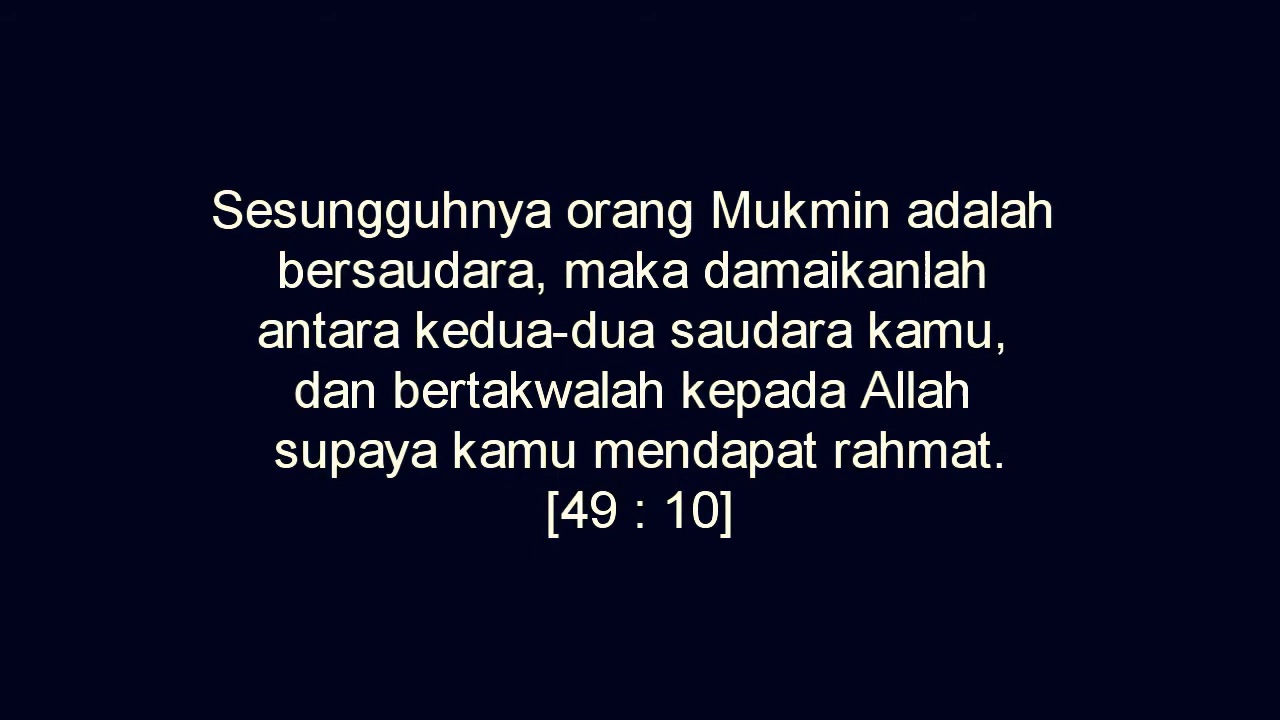 Sesungguhnya orang Mukmin adalah
bersaudara, maka damaikanlah
antara kedua-dua saudara kamu,
dan bertakwalah kepada Allah
supaya kamu mendapat rahmat.
[49 : 10]